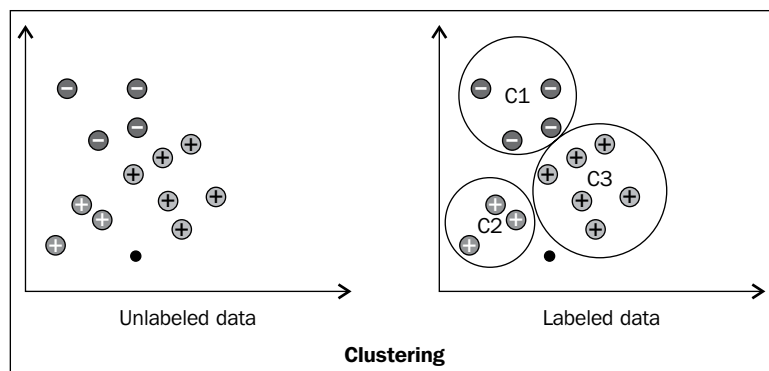 C1
C3
C2
Unlabeled data
Labeled data
Clustering